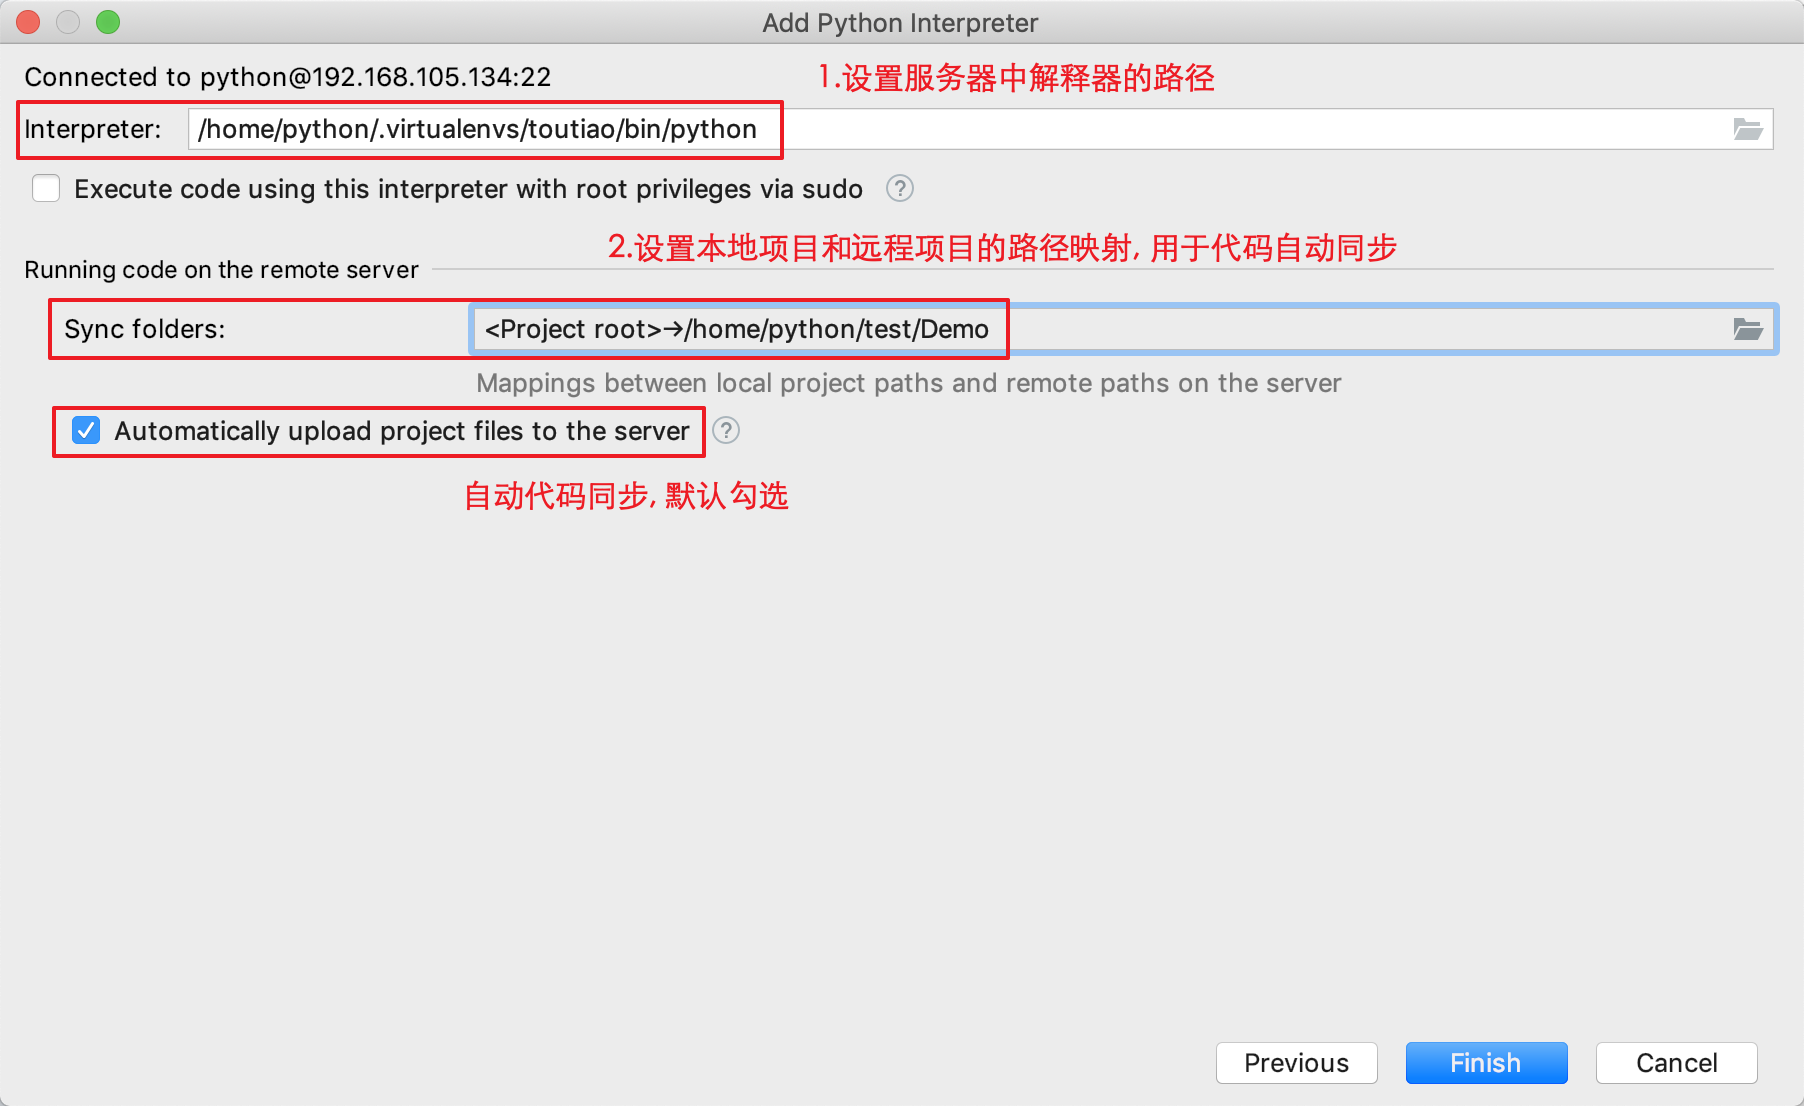 Add Python Interpreter
Connected to python@192.168.105.134:22
1.设置服务器中解释器的路径
Interpreter: /home/python/.virtualenvs/toutiao/bin/python
Execute code using this interpreter with root privileges via sudo ?
2.设置本地项目和远程项目的路径映射, 用于代码自动同步
Running code on the remote server
Sync folders: <Project root>→/home/python/test/Demo
Mappings between local project paths and remote paths on the server
Automatically upload project files to the server ?
自动代码同步, 默认勾选
Previous Finish Cancel